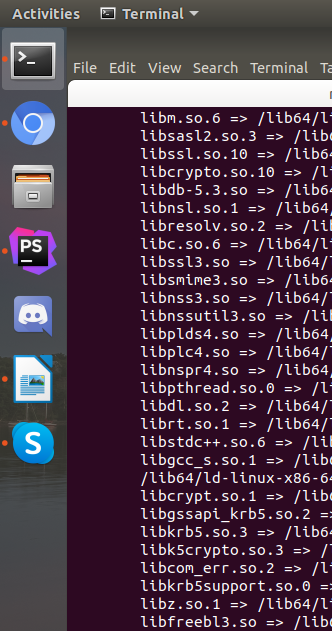 Activities Terminal
File Edit View Search Terminal Ta
libm.so.6 => /lib64/li
libsasl2.so.3 => /lib6
libssl.so.10 => /lib64
libcrypto.so.10 => /li
libdb-5.3.so => /lib64
libnsl.so.1 => /lib64/
libresolv.so.2 => /lib
libc.so.6 => /lib64/li
libssl3.so => /lib64/l
libsmime3.so => /lib64
libnss3.so => /lib64/l
libnssutil3.so => /lib
libplds4.so => /lib64/
libplc4.so => /lib64/l
libnspr4.so => /lib64/
libpthread.so.0 => /li
libdl.so.2 => /lib64/l
librt.so.1 => /lib64/l
libstdc++.so.6 => /lib
libgcc_s.so.1 => /lib6
/lib64/ld-linux-x86-64
libcrypt.so.1 => /lib6
libgssapi_krb5.so.2 =>
libkrb5.so.3 => /lib64
libk5crypto.so.3 => /l
libcom_err.so.2 => /li
libkrb5support.so.0 =>
libz.so.1 => /lib64/li
libfreebl3.so => /lib6
PS
S